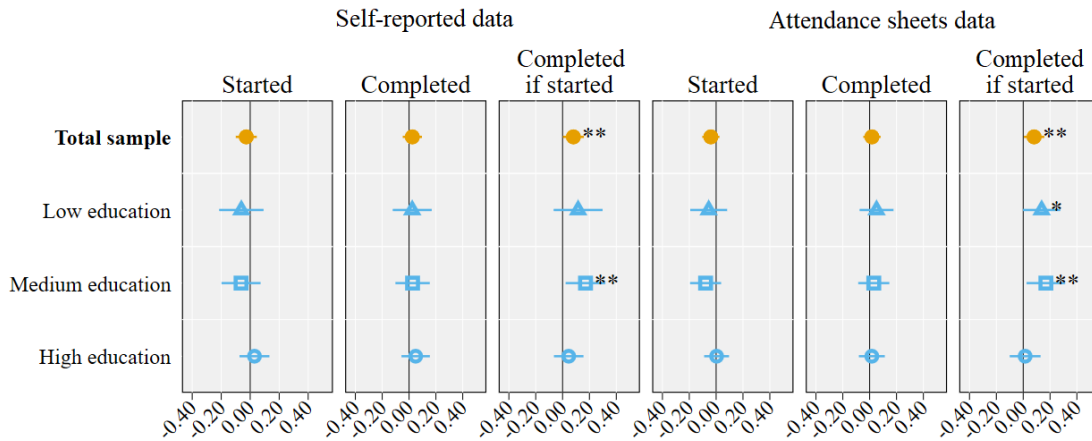 Self-reported data Attendance sheets data
Started Completed Completed if started Started Completed Completed if started
Total sample ** **
Low education *
Medium education ** **
High education
-0.40 -0.20 0.00 0.20 0.40 -0.40 -0.20 0.00 0.20 0.40 -0.40 -0.20 0.00 0.20 0.40 -0.40 -0.20 0.00 0.20 0.40 -0.40 -0.20 0.00 0.20 0.40 -0.40 -0.20 0.00 0.20 0.40